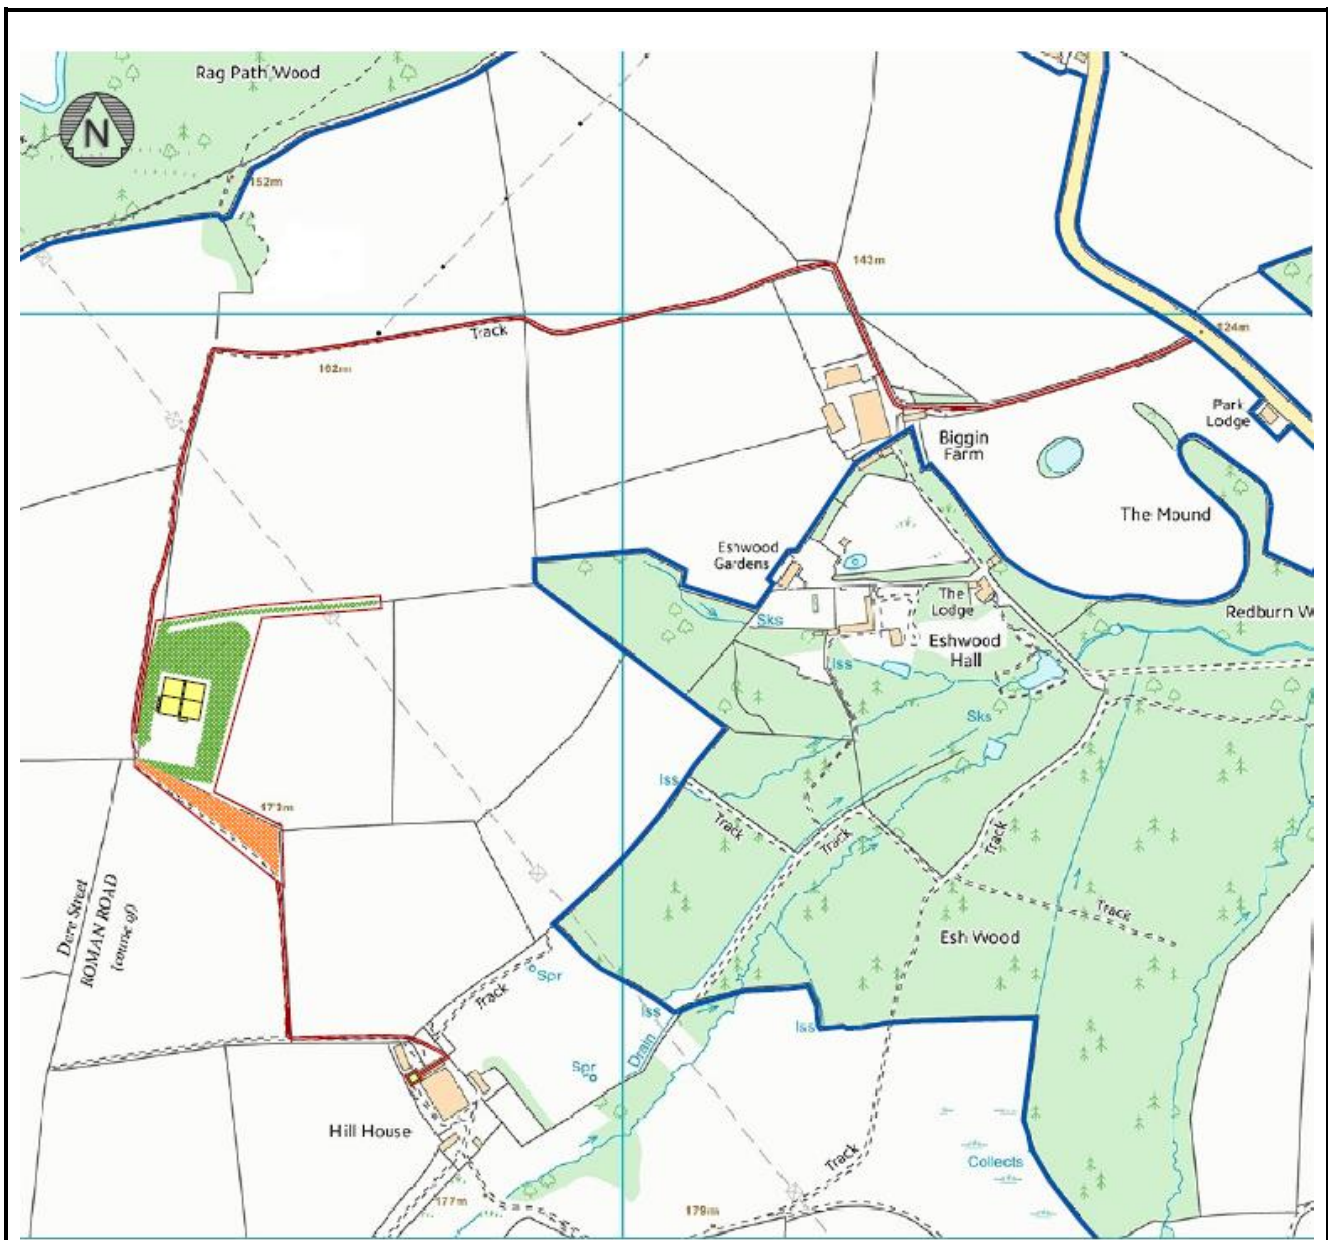 Rag Path Wood
N
152m
143m
124m
Track
162m
Park
Lodge
Biggin
Farm
The Mound
Eshwood
Gardens
The
Lodge
Sks
Redburn W
Eshwood
Hall
Iss
Sks
Iss
173m
Track
Track
Track
Dere Street
ROMAN ROAD
(course of)
Track
Esh Wood
Spr
Track
Iss
Iss
Drain
Spr
Hill House
Track
Collects
177m
179m